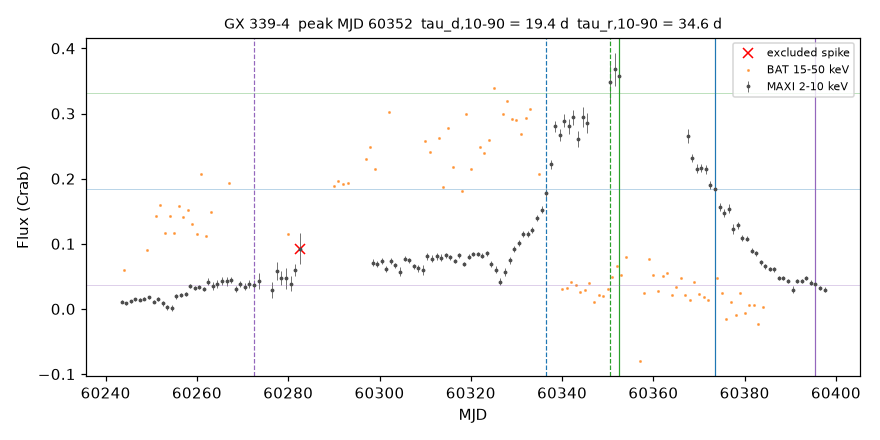 GX 339-4  peak MJD 60352  tau_d,10-90 = 19.4 d  tau_r,10-90 = 34.6 d
excluded spike
BAT 15-50 keV
MAXI 2-10 keV
Flux (Crab)
0.4
0.3
0.2
0.1
0.0
−0.1
60240 60260 60280 60300 60320 60340 60360 60380 60400
MJD